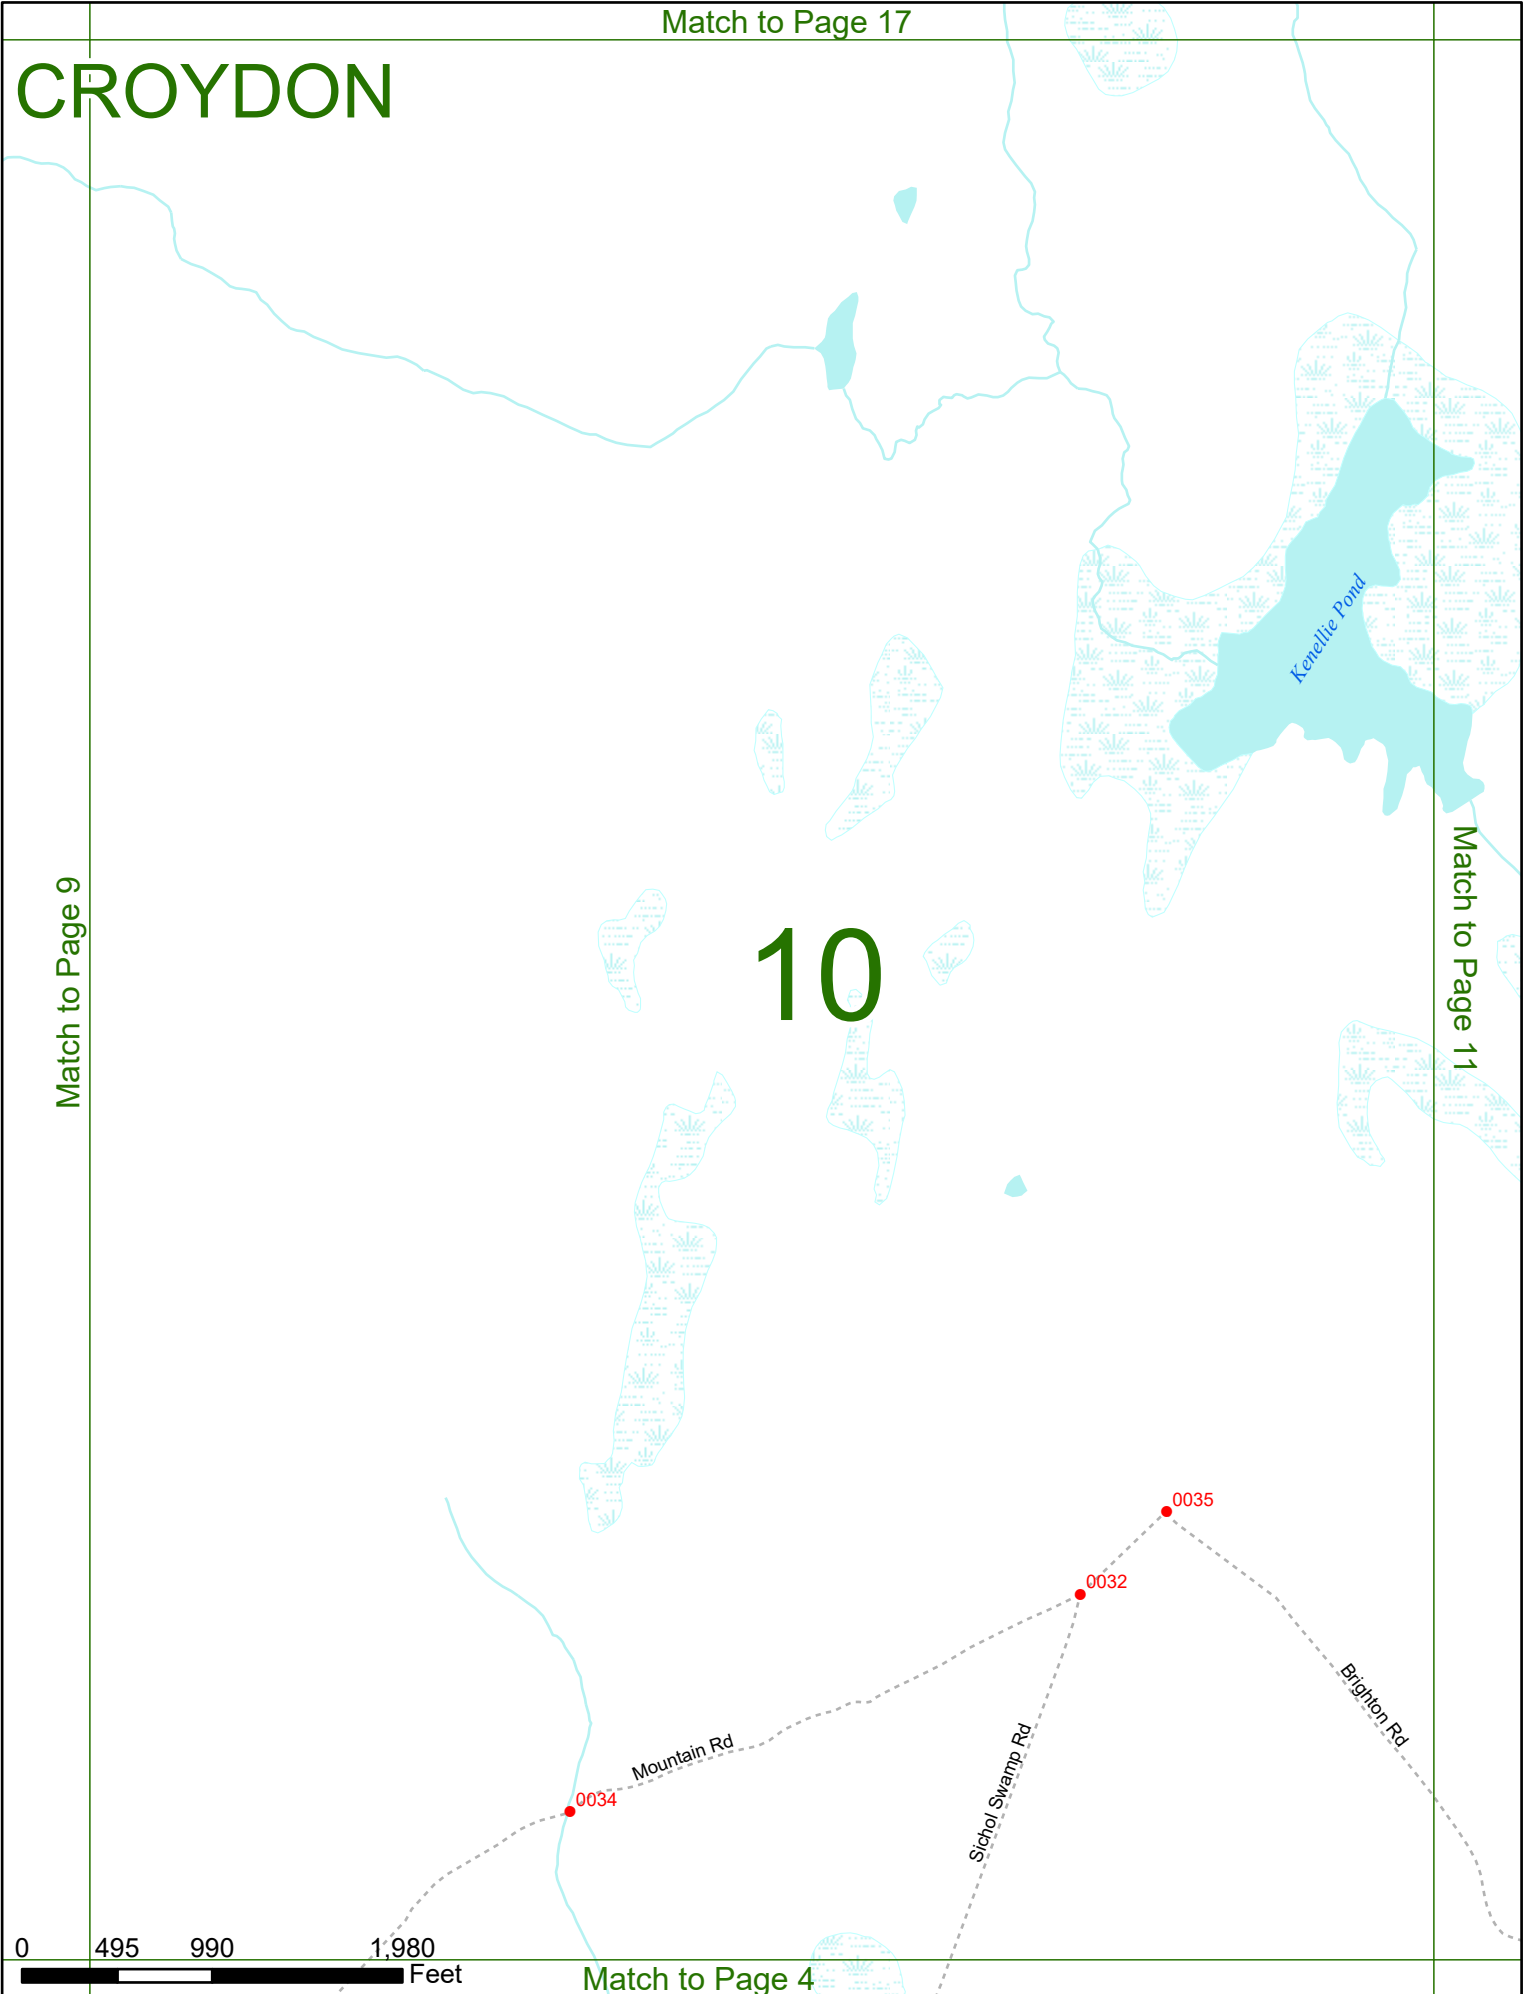 Match to Page 17
CROYDON
Kenellie Pond
Match to Page 9
10
Match to Page 11
0035
0032
Brighton Rd
Mountain Rd
Sichol Swamp Rd
0034
0 495 990 1,980
Feet
Match to Page 4